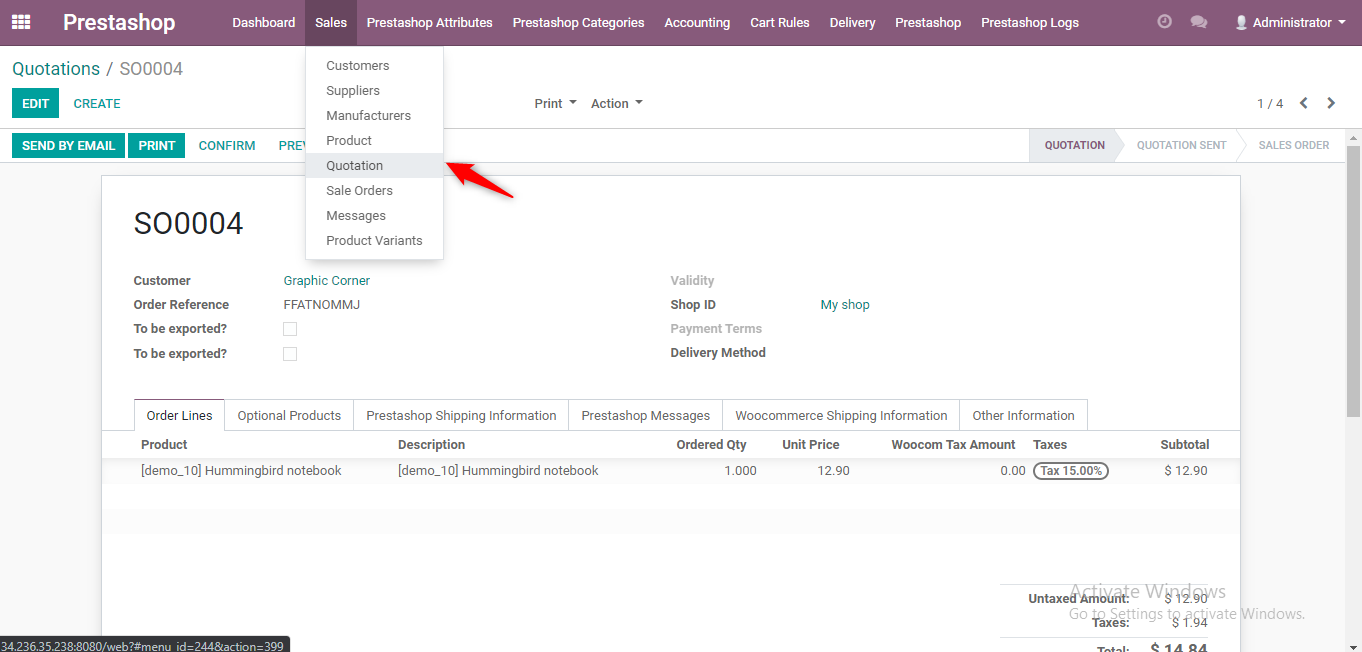 Prestashop Dashboard Sales Prestashop Attributes Prestashop Categories Accounting Cart Rules Delivery Prestashop Prestashop Logs Administrator
Quotations / SO0004
EDIT CREATE Print Action 1 / 4
SEND BY EMAIL PRINT CONFIRM PREV QUOTATION QUOTATION SENT SALES ORDER
Customers
Suppliers
Manufacturers
Product
Quotation
Sale Orders
Messages
Product Variants
SO0004
Customer Graphic Corner Validity
Order Reference FFATNOMMJ Shop ID My shop
To be exported? Payment Terms
To be exported? Delivery Method
Order Lines Optional Products Prestashop Shipping Information Prestashop Messages Woocommerce Shipping Information Other Information
Product Description Ordered Qty Unit Price Woocom Tax Amount Taxes Subtotal
[demo_10] Hummingbird notebook [demo_10] Hummingbird notebook 1.000 12.90 0.00 Tax 15.00% $ 12.90
Activate Windows
Untaxed Amount: $ 12.90
Go to Settings to activate Windows.
Taxes: $ 1.94
Total: $ 14.84
34.236.35.238:8080/web?#menu_id=244&action=399